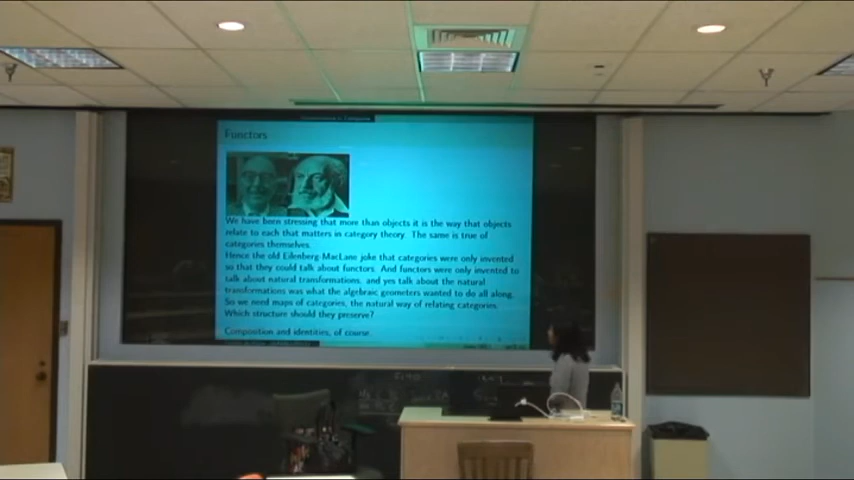 Functors
We have been stressing that more than objects it is the way that objects
relate to each that matters in category theory. The same is true of
categories themselves.
Hence the old Eilenberg-MacLane joke that categories were only invented
so that they could talk about functors. And functors were only invented to
talk about natural transformations, and yes talk about the natural
transformations was what the algebraic geometers wanted to do all along.
So we need maps of categories, the natural way of relating categories.
Which structure should they preserve?
Composition and identities, of course.